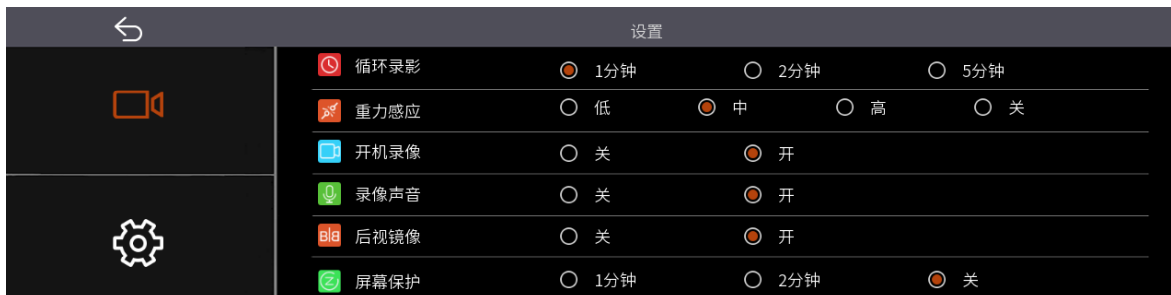 设置
循环录影 1分钟 2分钟 5分钟
重力感应 低 中 高 关
开机录像 关 开
录像声音 关 开
后视镜像 关 开
屏幕保护 1分钟 2分钟 关